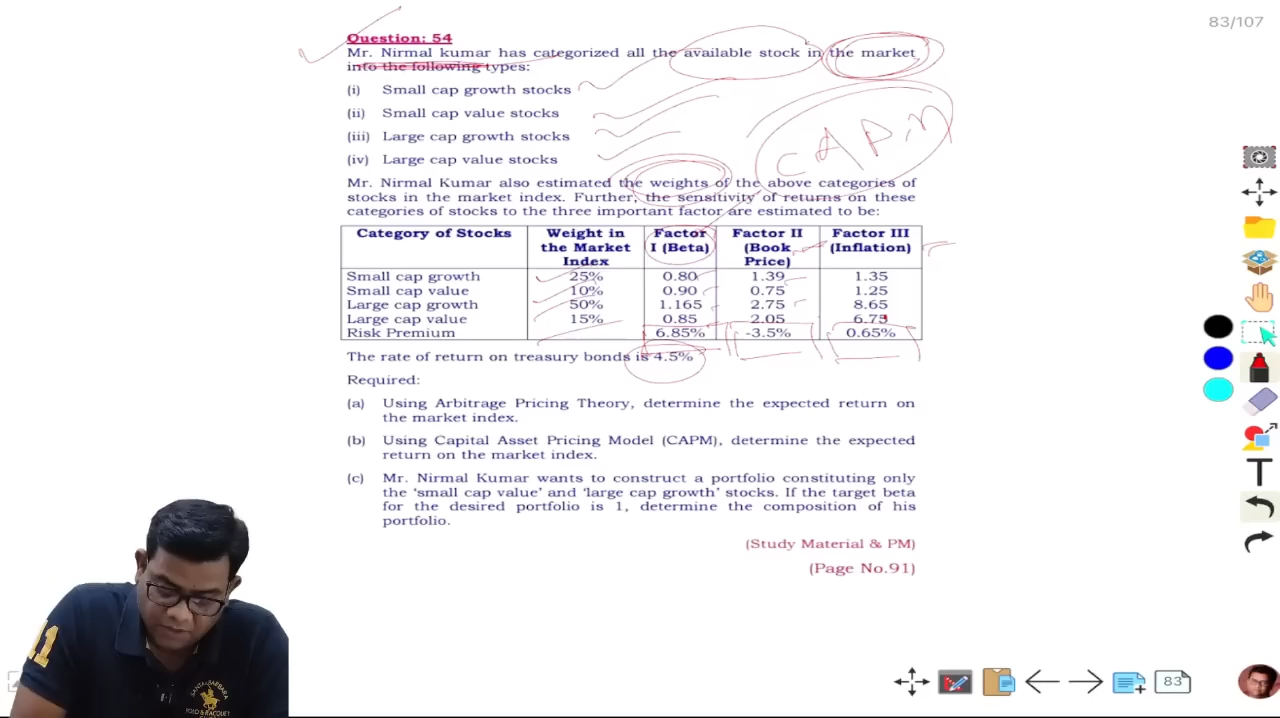 83/107
Question: 54
Mr. Nirmal kumar has categorized all the available stock in the market
into the following types:
(i) Small cap growth stocks
(ii) Small cap value stocks
(iii) Large cap growth stocks
(iv) Large cap value stocks
CAPM
Mr. Nirmal Kumar also estimated the weights of the above categories of
stocks in the market index. Further, the sensitivity of returns on these
categories of stocks to the three important factor are estimated to be:
Category of Stocks Weight in the Market Index Factor I (Beta) Factor II (Book Price) Factor III (Inflation)
Small cap growth 25% 0.80 1.39 1.35
Small cap value 10% 0.90 0.75 1.25
Large cap growth 50% 1.165 2.75 8.65
Large cap value 15% 0.85 2.05 6.75
Risk Premium 6.85% -3.5% 0.65%
The rate of return on treasury bonds is 4.5%
Required:
(a) Using Arbitrage Pricing Theory, determine the expected return on
the market index.
(b) Using Capital Asset Pricing Model (CAPM), determine the expected
return on the market index.
(c) Mr. Nirmal Kumar wants to construct a portfolio constituting only
the 'small cap value' and 'large cap growth' stocks. If the target beta
for the desired portfolio is 1, determine the composition of his
portfolio.
(Study Material & PM)
(Page No.91)
11
83